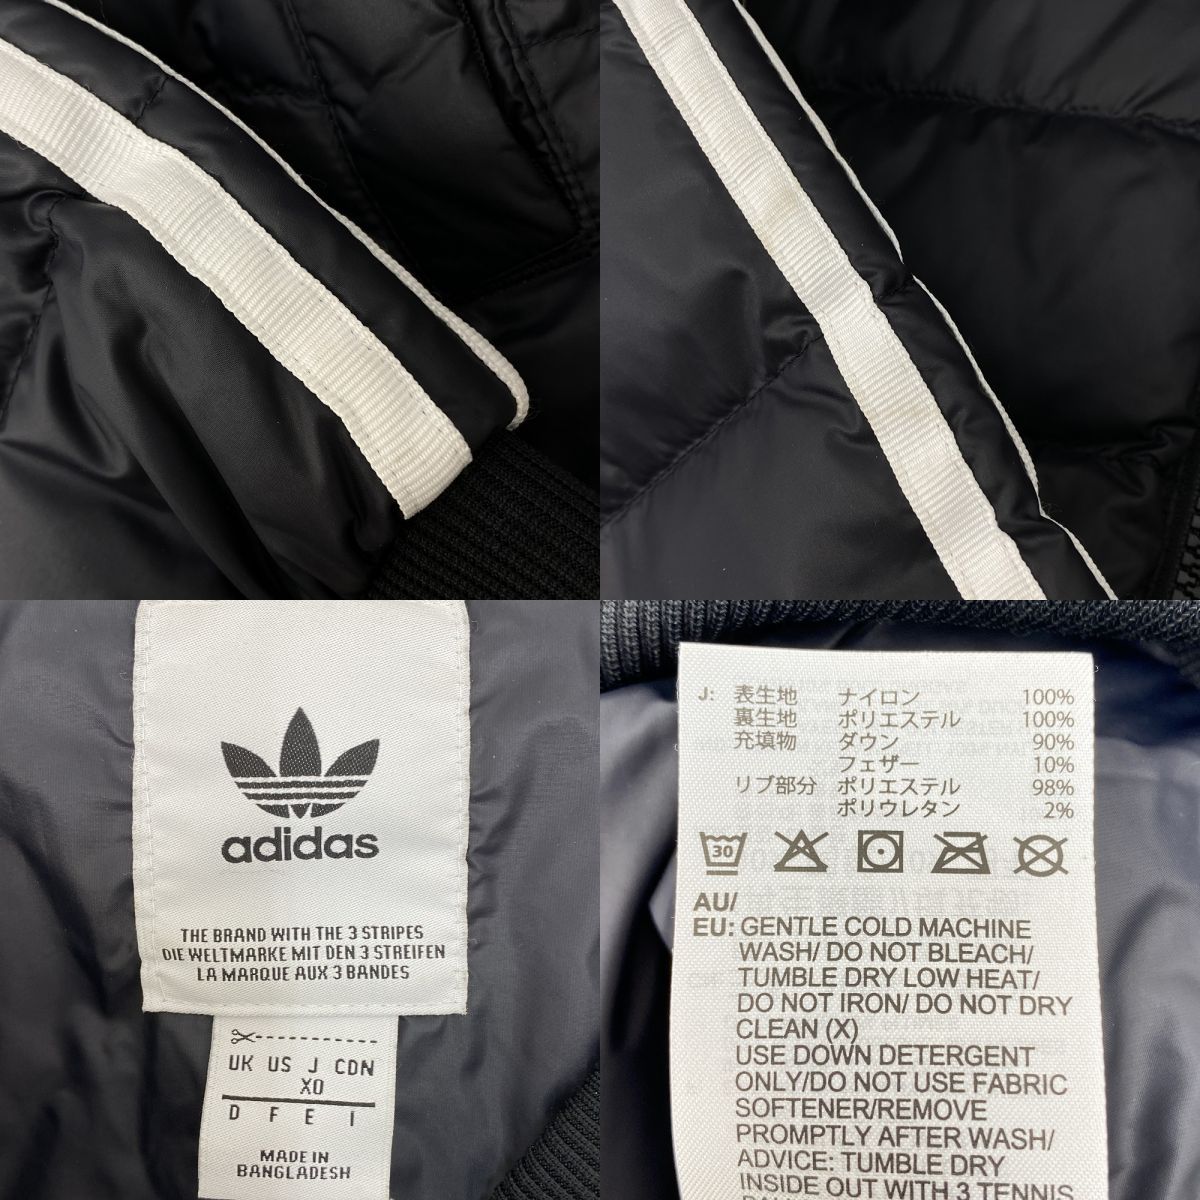 adidas
THE BRAND WITH THE 3 STRIPES
DIE WELTMARKE MIT DEN 3 STREIFEN
LA MARQUE AUX 3 BANDES
UK US J CDN
XO
D F E I
MADE IN
BANGLADESH
J: 表生地 ナイロン 100%
裏生地 ポリエステル 100%
充填物 ダウン 90%
フェザー 10%
リブ部分 ポリエステル 98%
ポリウレタン 2%
30
AU/
EU: GENTLE COLD MACHINE
WASH/ DO NOT BLEACH/
TUMBLE DRY LOW HEAT/
DO NOT IRON/ DO NOT DRY
CLEAN (X)
USE DOWN DETERGENT
ONLY/DO NOT USE FABRIC
SOFTENER/REMOVE
PROMPTLY AFTER WASH/
ADVICE: TUMBLE DRY
INSIDE OUT WITH 3 TENNIS